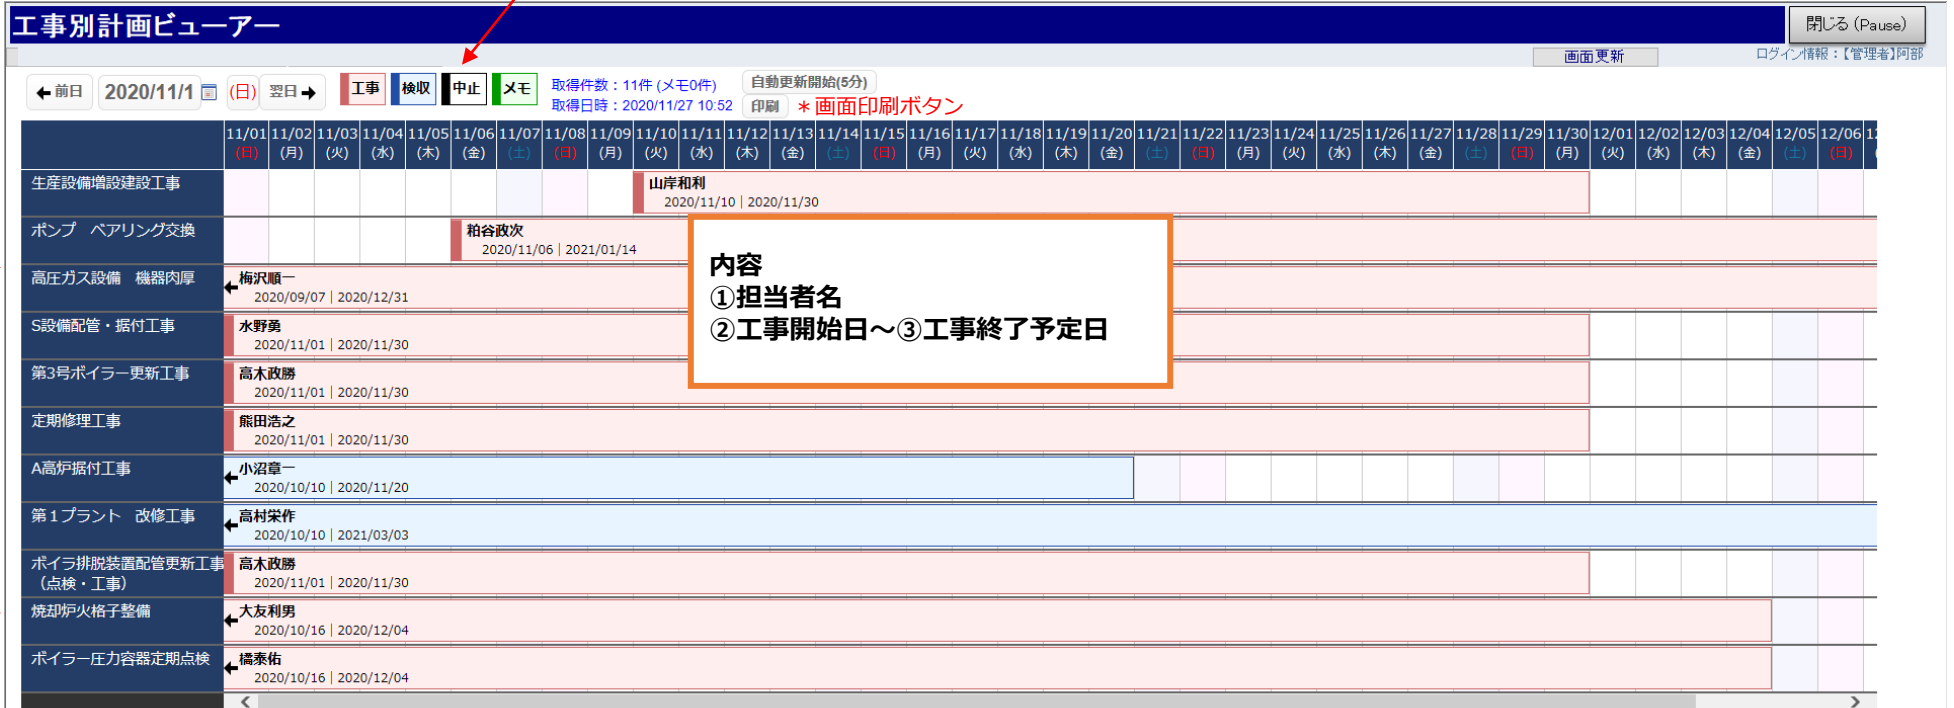 工事別計画ビューアー
閉じる (Pause)
画面更新
ログイン情報：【管理者】阿部
前日 2020/11/1 (日) 翌日 工事 検収 中止 メモ 取得件数：11件 (メモ0件) 自動更新開始(5分)
取得日時：2020/11/27 10:52 印刷 ＊画面印刷ボタン
11/01 11/02 11/03 11/04 11/05 11/06 11/07 11/08 11/09 11/10 11/11 11/12 11/13 11/14 11/15 11/16 11/17 11/18 11/19 11/20 11/21 11/22 11/23 11/24 11/25 11/26 11/27 11/28 11/29 11/30 12/01 12/02 12/03 12/04 12/05 12/06
(日) (月) (火) (水) (木) (金) (土) (日) (月) (火) (水) (木) (金) (土) (日) (月) (火) (水) (木) (金) (土) (日) (月) (火) (水) (木) (金) (土) (日) (月) (火) (水) (木) (金) (土) (日)
生産設備増設建設工事 山岸和利
2020/11/10 | 2020/11/30
ポンプ　ベアリング交換 粕谷政次
2020/11/06 | 2021/01/14
内容
①担当者名
②工事開始日～③工事終了予定日
高圧ガス設備　機器肉厚 梅沢順一
2020/09/07 | 2020/12/31
S設備配管・据付工事 水野勇
2020/11/01 | 2020/11/30
第3号ボイラー更新工事 高木政勝
2020/11/01 | 2020/11/30
定期修理工事 熊田浩之
2020/11/01 | 2020/11/30
A高炉据付工事 小沼章一
2020/10/10 | 2020/11/20
第１プラント　改修工事 高村栄作
2020/10/10 | 2021/03/03
ボイラ排脱装置配管更新工事 高木政勝
（点検・工事） 2020/11/01 | 2020/11/30
焼却炉火格子整備 大友利男
2020/10/16 | 2020/12/04
ボイラー圧力容器定期点検 橋泰佑
2020/10/16 | 2020/12/04